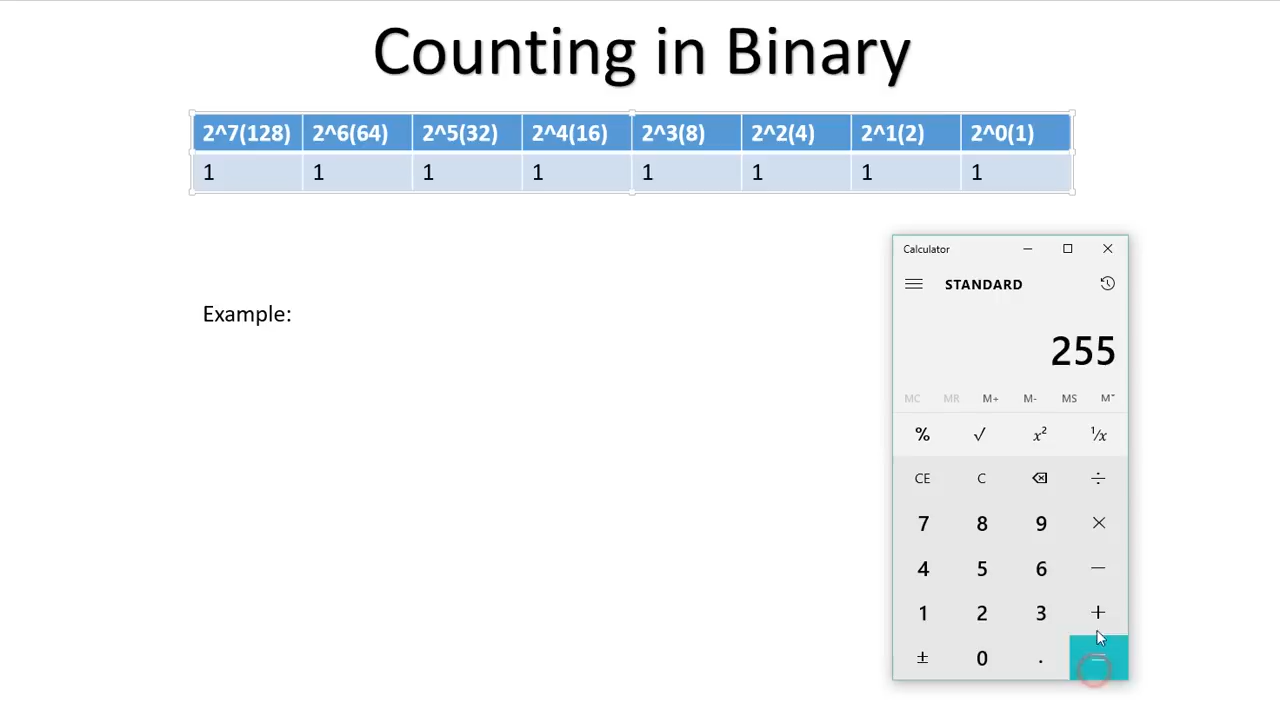 Counting in Binary
2^7(128) 2^6(64) 2^5(32) 2^4(16) 2^3(8) 2^2(4) 2^1(2) 2^0(1)
1 1 1 1 1 1 1 1
Example:
Calculator
STANDARD
255
MC MR M+ M- MS M˅
% √ x² ¹/x
CE C ÷
7 8 9 ×
4 5 6 −
1 2 3 +
± 0 . =